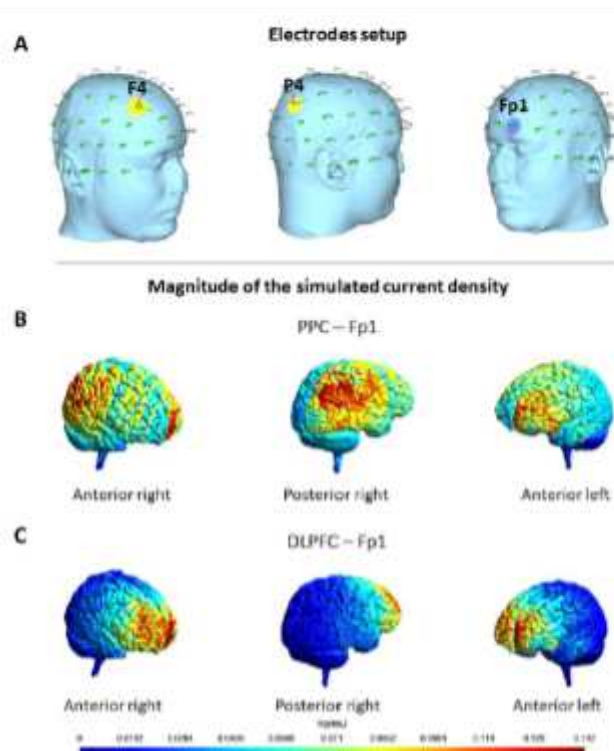 Electrodes setup
A
F4
P4
Fp1
Magnitude of the simulated current density
B
PPC – Fp1
Anterior right
Posterior right
Anterior left
C
DLPFC – Fp1
Anterior right
Posterior right
Anterior left
0